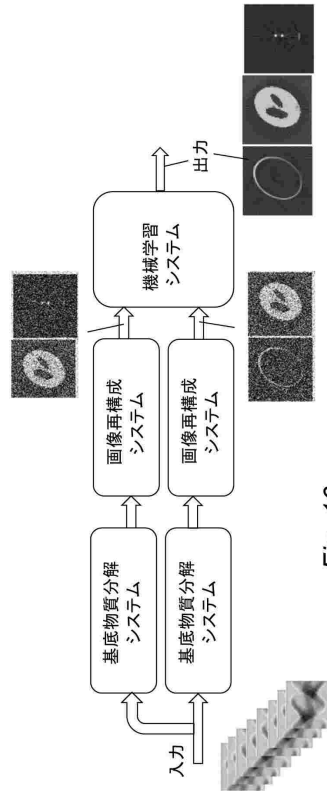 入力
基底物質分解
システム
基底物質分解
システム
画像再構成
システム
画像再構成
システム
機械学習
システム
出力